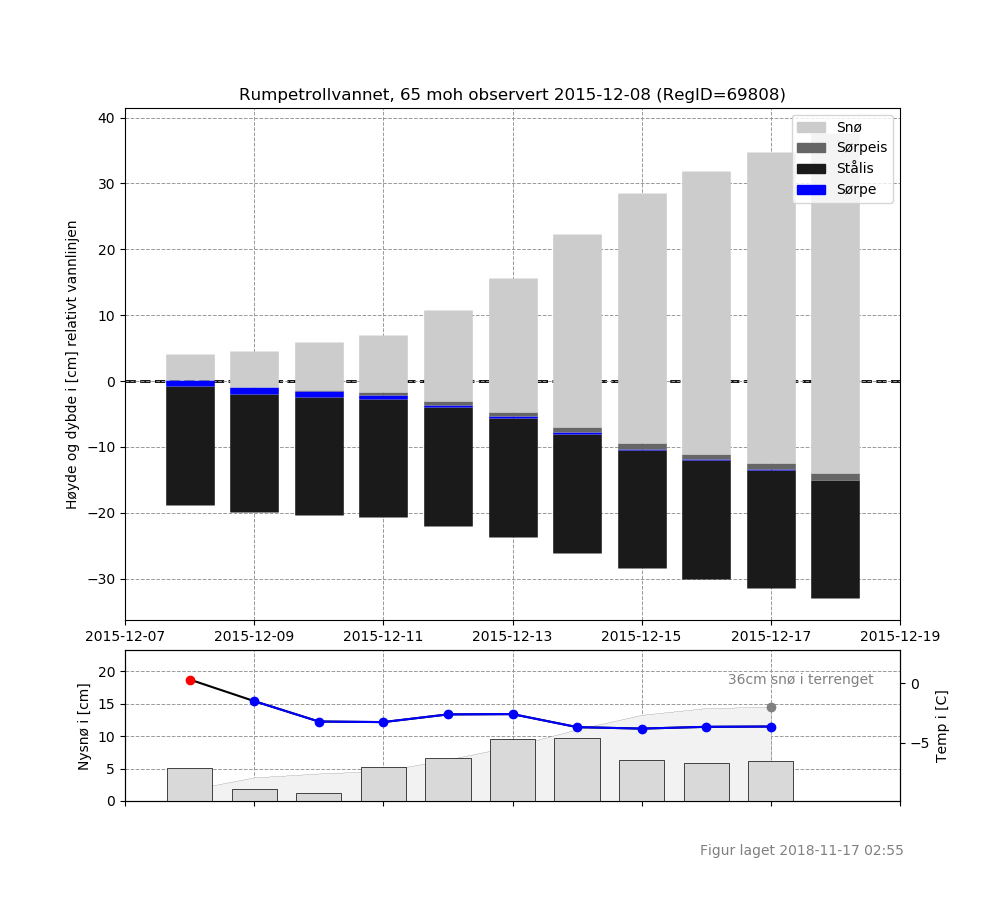 Rumpetrollvannet, 65 moh observert 2015-12-08 (RegID=69808)
Høyde og dybde i [cm] relativt vannlinjen
40
30
20
10
0
−10
−20
−30
Snø
Sørpeis
Stålis
Sørpe
2015-12-07 2015-12-09 2015-12-11 2015-12-13 2015-12-15 2015-12-17 2015-12-19
Nysnø i [cm]
20
15
10
5
0
36cm snø i terrenget
0
−5
Temp i [C]
Figur laget 2018-11-17 02:55